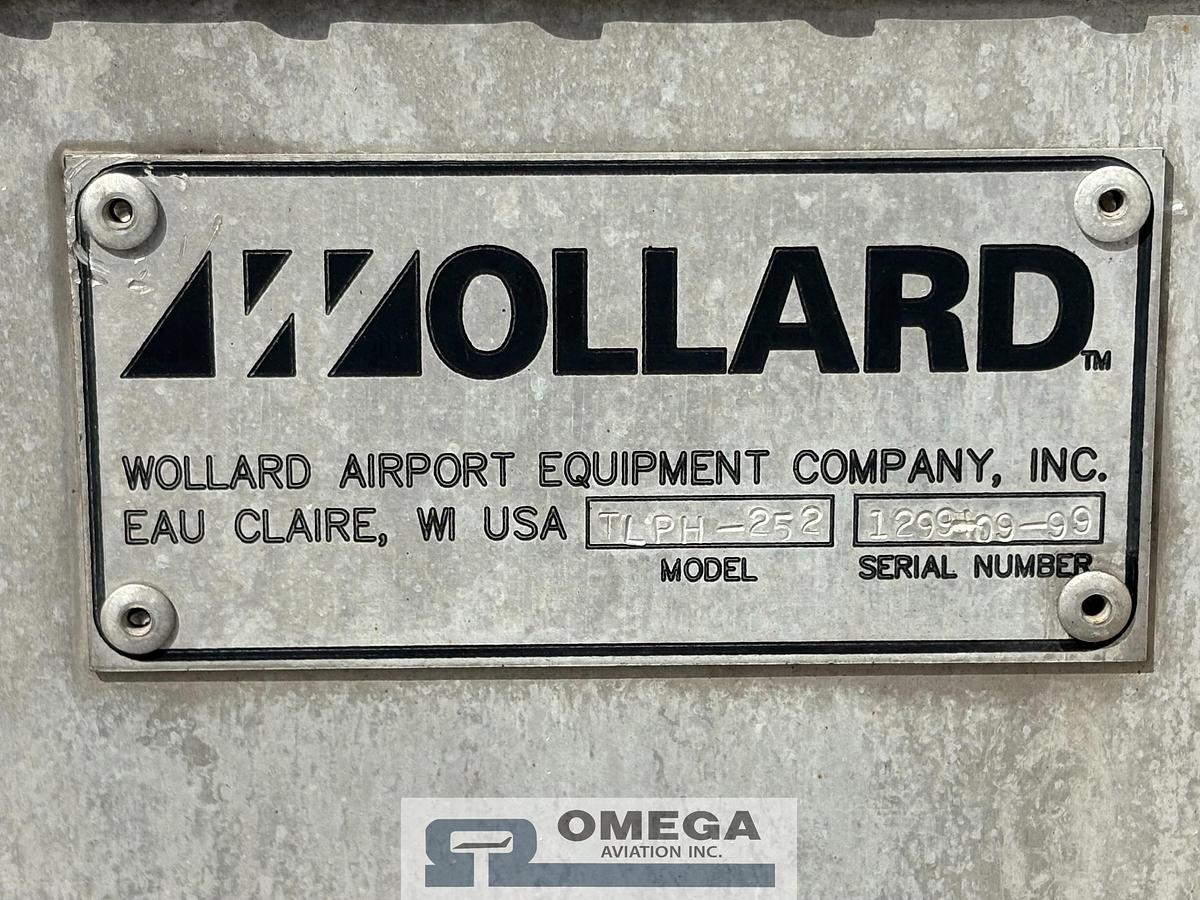 WOLLARD™
WOLLARD AIRPORT EQUIPMENT COMPANY, INC.
EAU CLAIRE, WI USA TLPH-252 1299-09-99
MODEL SERIAL NUMBER
OMEGA
AVIATION INC.